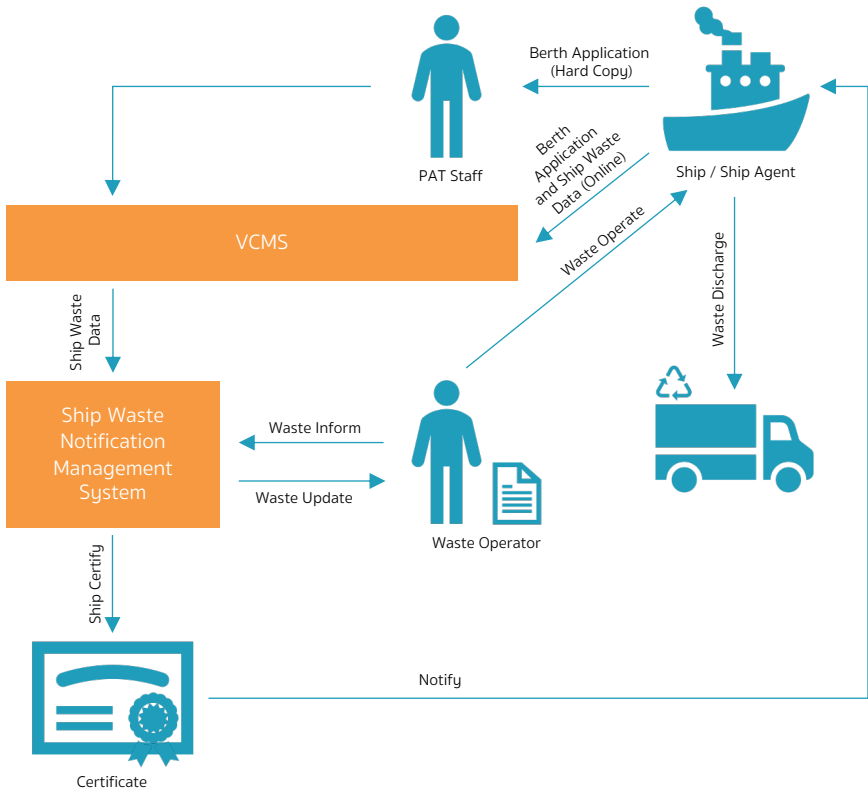 Berth Application
(Hard Copy)
PAT Staff
Ship / Ship Agent
Berth
Application
and Ship Waste
Data (Online)
VCMS
Waste Operate
Waste Discharge
Ship Waste
Data
Ship Waste
Notification
Management
System
Waste Inform
Waste Update
Waste Operator
Ship Certify
Notify
Certificate